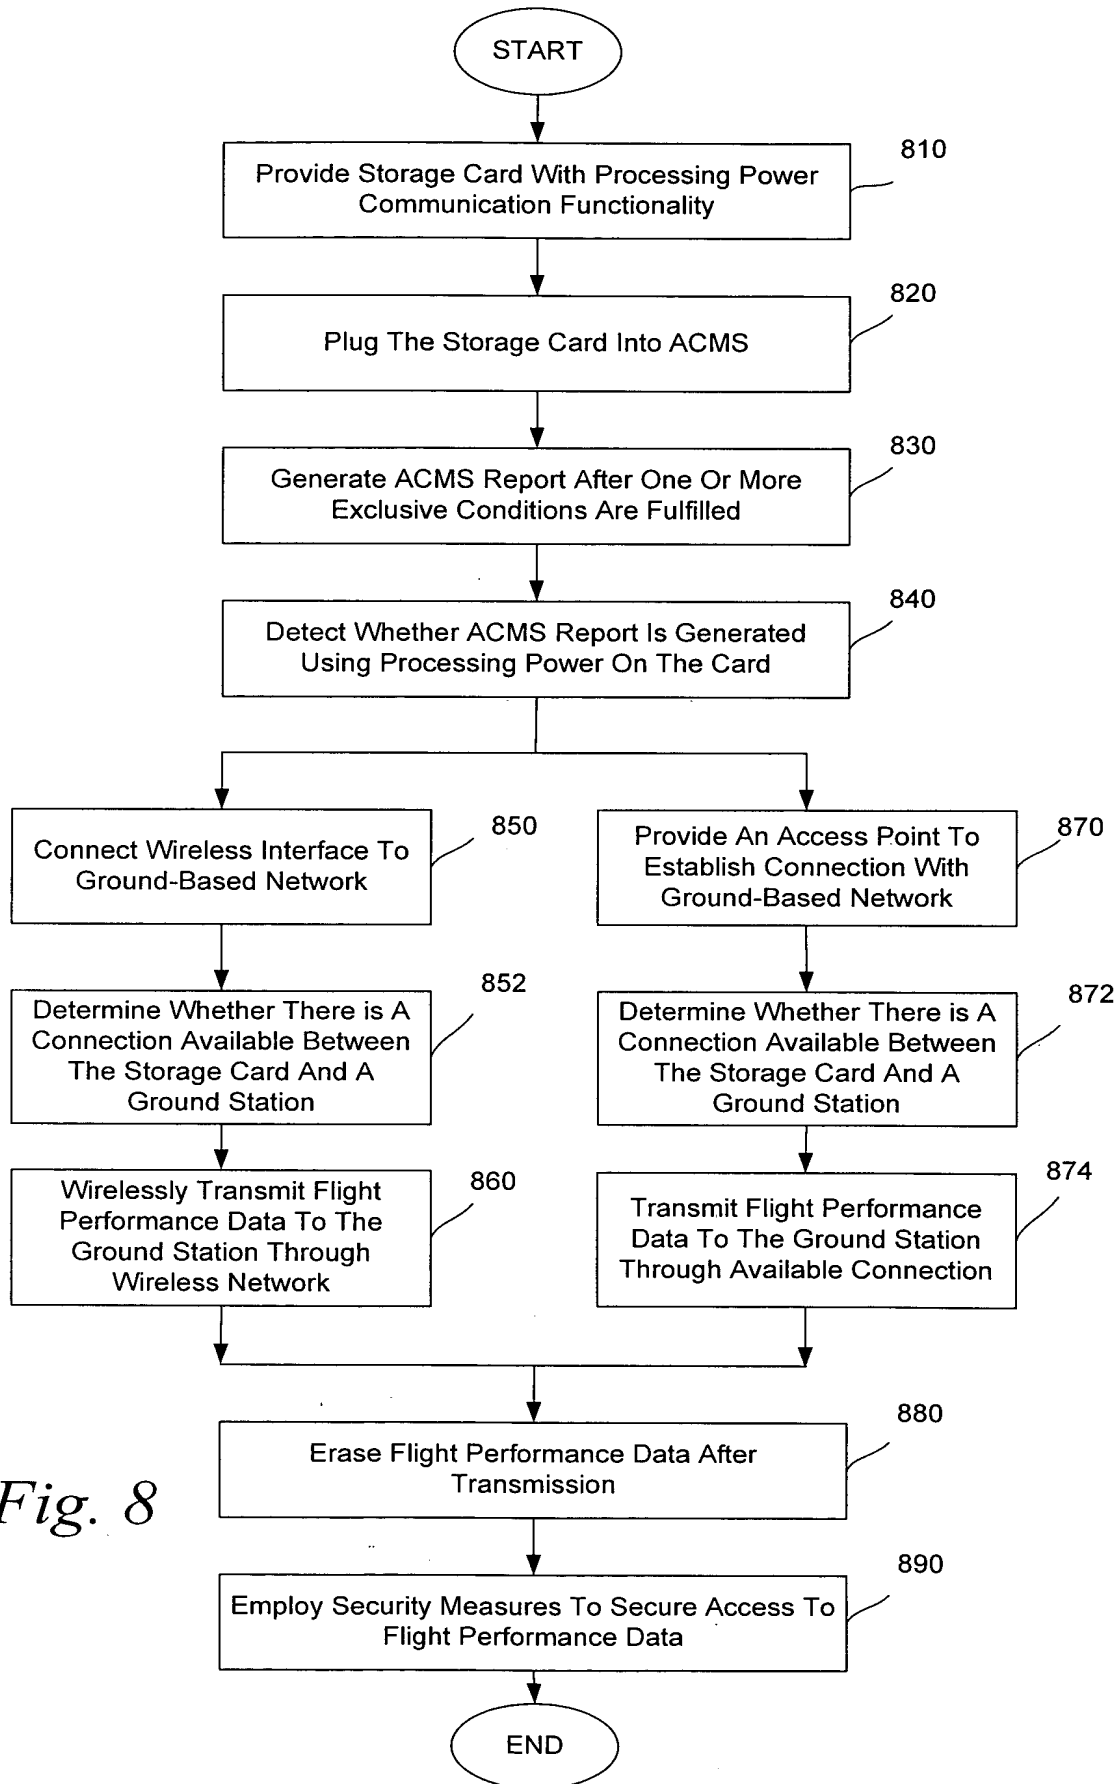 START
810
Provide Storage Card With Processing Power
Communication Functionality
820
Plug The Storage Card Into ACMS
830
Generate ACMS Report After One Or More
Exclusive Conditions Are Fulfilled
840
Detect Whether ACMS Report Is Generated
Using Processing Power On The Card
850
Connect Wireless Interface To
Ground-Based Network
870
Provide An Access Point To
Establish Connection With
Ground-Based Network
852
Determine Whether There is A
Connection Available Between
The Storage Card And A
Ground Station
872
Determine Whether There is A
Connection Available Between
The Storage Card And A
Ground Station
860
Wirelessly Transmit Flight
Performance Data To The
Ground Station Through
Wireless Network
874
Transmit Flight Performance
Data To The Ground Station
Through Available Connection
880
Erase Flight Performance Data After
Transmission
Fig. 8
890
Employ Security Measures To Secure Access To
Flight Performance Data
END